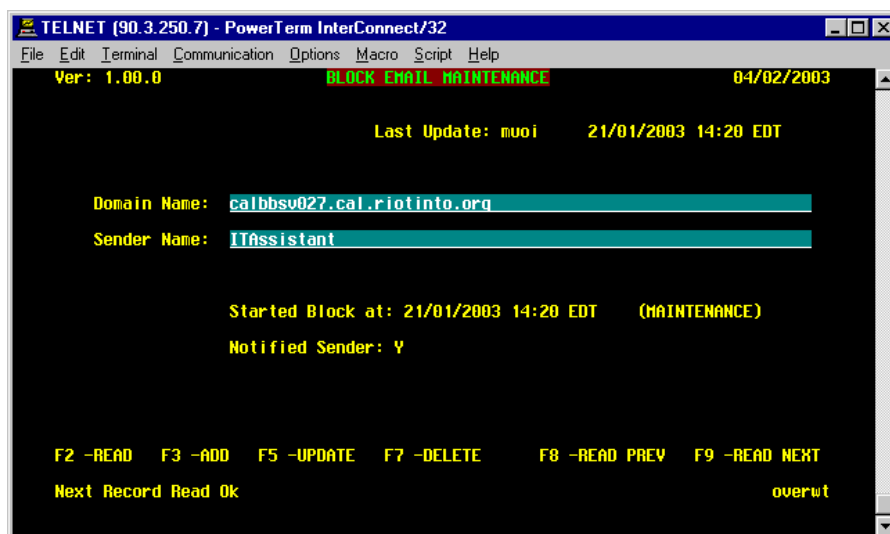 TELNET (90.3.250.7) - PowerTerm InterConnect/32
File Edit Terminal Communication Options Macro Script Help
Ver: 1.00.0 BLOCK EMAIL MAINTENANCE 04/02/2003
Last Update: muoi 21/01/2003 14:20 EDT
Domain Name: calbbsv027.cal.riotinto.org
Sender Name: ITAssistant
Started Block at: 21/01/2003 14:20 EDT (MAINTENANCE)
Notified Sender: Y
F2 -READ F3 -ADD F5 -UPDATE F7 -DELETE F8 -READ PREV F9 -READ NEXT
Next Record Read Ok overwt